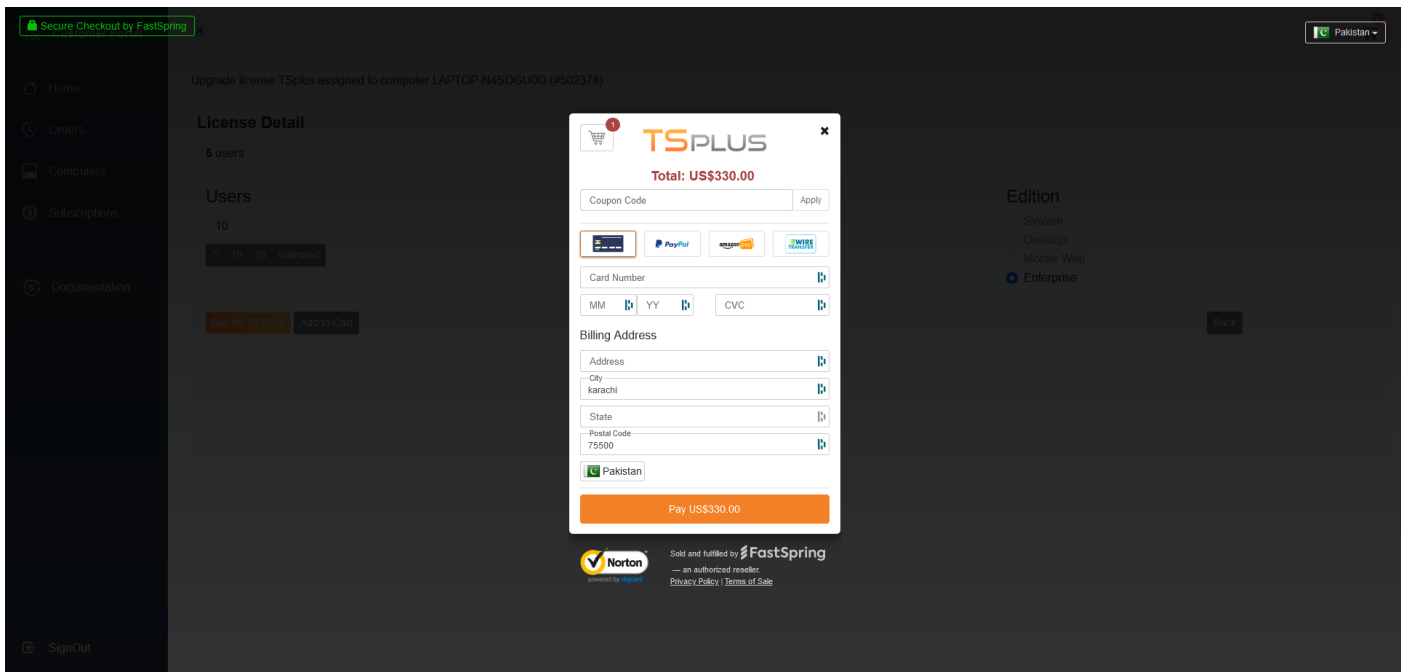 Secure Checkout by FastSpring
Customer Portal
×
Pakistan
Home
Orders
Computers
Subscriptions
Documentation
SignOut
Upgrade license TSplus assigned to computer LAPTOP-N4SOGU0O (#502374)
License Detail
5 users
Users
10
5 10 25 unlimited
Buy for $330.00 Add to Cart
Edition
System
Desktop
Mobile Web
Enterprise
Back
1
TSPLUS
×
Total: US$330.00
Coupon Code Apply
PayPal amazon pay WIRE TRANSFER
Card Number
MM YY CVC
Billing Address
Address
City
karachi
State
Postal Code
75500
Pakistan
Pay US$330.00
Norton
powered by digicert
Sold and fulfilled by FastSpring
— an authorized reseller.
Privacy Policy | Terms of Sale